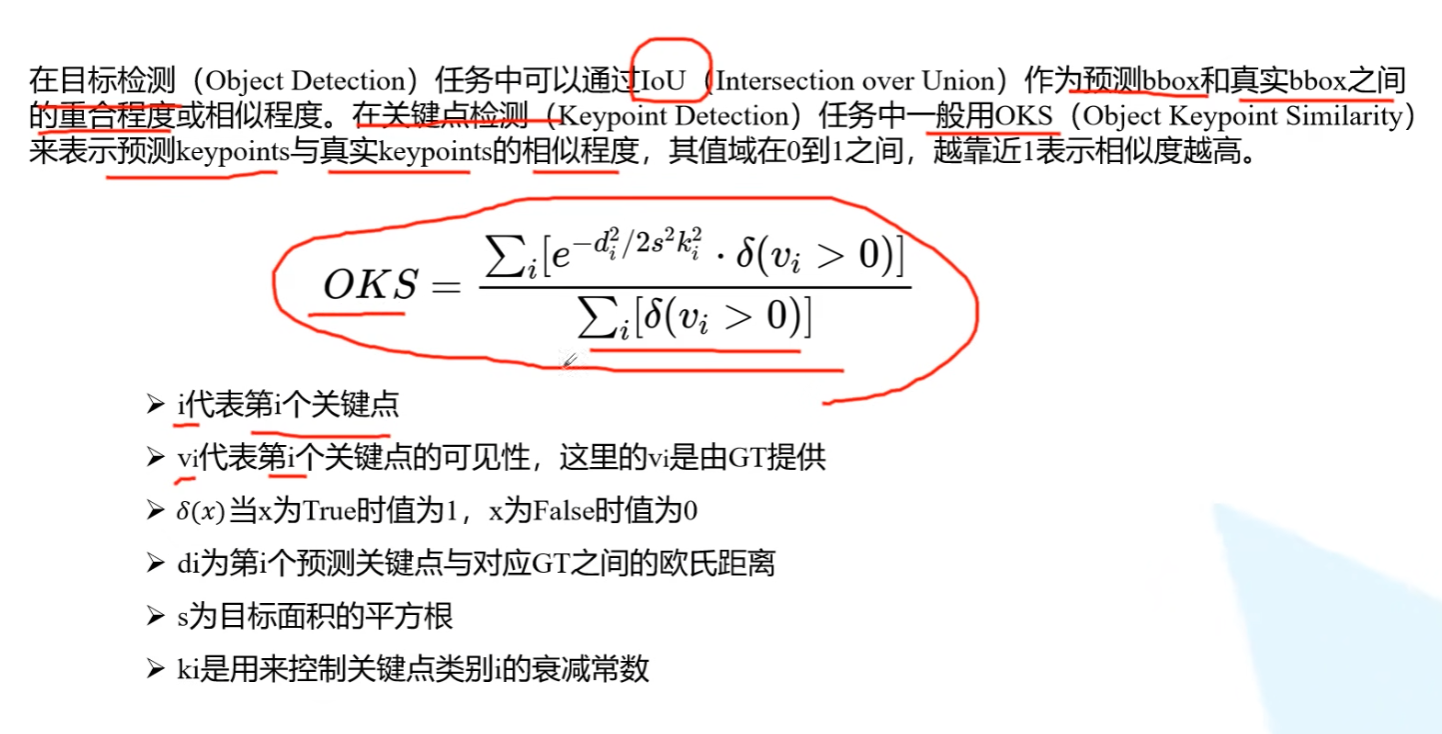 在目标检测（Object Detection）任务中可以通过IoU（Intersection over Union）作为预测bbox和真实bbox之间
的重合程度或相似程度。在关键点检测（Keypoint Detection）任务中一般用OKS（Object Keypoint Similarity）
来表示预测keypoints与真实keypoints的相似程度，其值域在0到1之间，越靠近1表示相似度越高。
OKS = \frac{\sum_i [e^{-d_i^2/2s^2k_i^2} \cdot \delta(v_i > 0)]}{\sum_i [\delta(v_i > 0)]}
➢ i代表第i个关键点
➢ vi代表第i个关键点的可见性，这里的vi是由GT提供
➢ δ(x)当x为True时值为1，x为False时值为0
➢ di为第i个预测关键点与对应GT之间的欧氏距离
➢ s为目标面积的平方根
➢ ki是用来控制关键点类别i的衰减常数